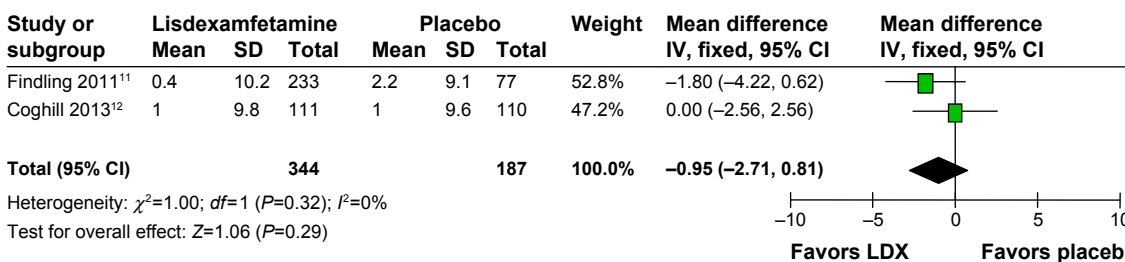 Study or Lisdexamfetamine Placebo Weight Mean difference Mean difference
subgroup Mean SD Total Mean SD Total IV, fixed, 95% CI IV, fixed, 95% CI
Findling 2011¹¹ 0.4 10.2 233 2.2 9.1 77 52.8% –1.80 (–4.22, 0.62)
Coghill 2013¹² 1 9.8 111 1 9.6 110 47.2% 0.00 (–2.56, 2.56)
Total (95% CI) 344 187 100.0% –0.95 (–2.71, 0.81)
Heterogeneity: χ²=1.00; df=1 (P=0.32); I²=0%
Test for overall effect: Z=1.06 (P=0.29)
–10 –5 0 5 10
Favors LDX Favors placeb